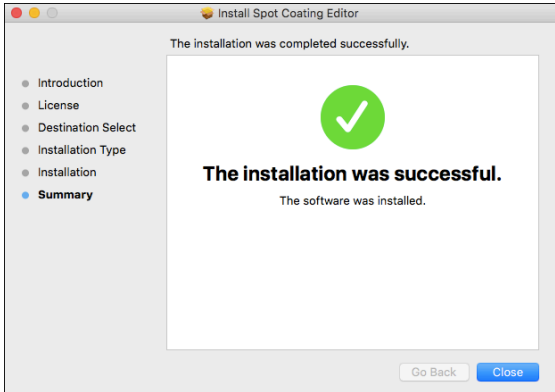 Install Spot Coating Editor
The installation was completed successfully.
Introduction
License
Destination Select
Installation Type
Installation
Summary
The installation was successful.
The software was installed.
Go Back
Close